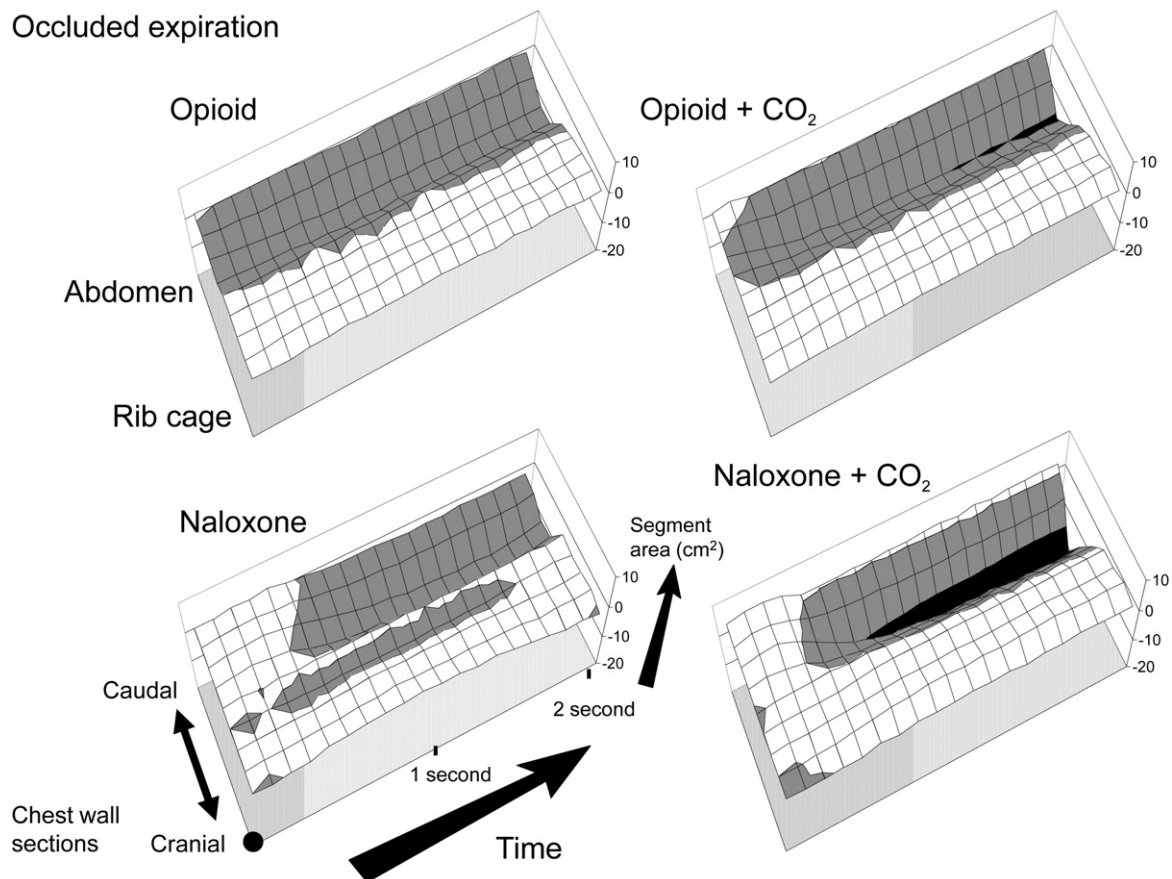 Occluded expiration
Opioid
Opioid + CO₂
10
0
-10
-20
10
0
-10
-20
Abdomen
Rib cage
Naloxone
Naloxone + CO₂
Segment
area (cm²)
10
0
-10
-20
10
0
-10
-20
Caudal
2 second
1 second
Chest wall
sections
Cranial
Time